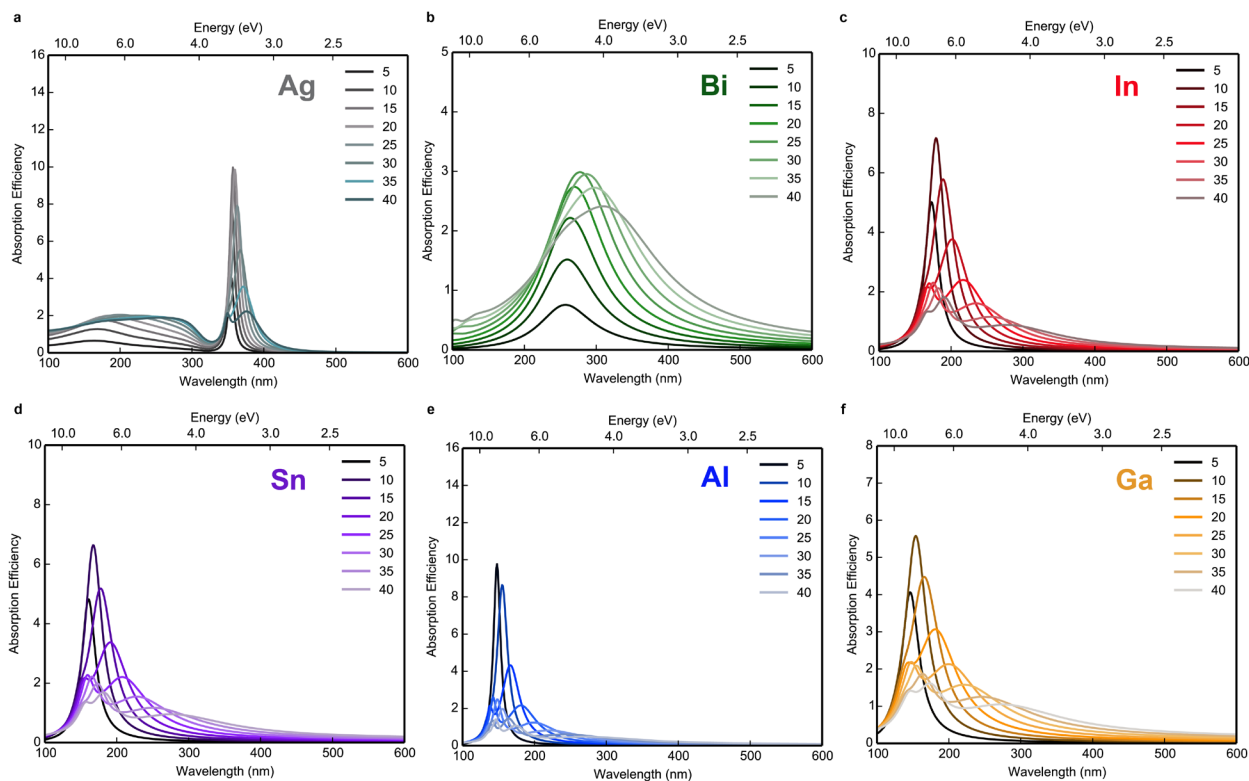 a
Energy (eV)
10.0 6.0 4.0 3.0 2.5
Ag
5
10
15
20
25
30
35
40
16
14
12
10
8
6
4
2
0
Absorption Efficiency
100 200 300 400 500 600
Wavelength (nm)
b
Energy (eV)
10.0 6.0 4.0 3.0 2.5
Bi
5
10
15
20
25
30
35
40
5
4
3
2
1
0
Absorption Efficiency
100 200 300 400 500 600
Wavelength (nm)
c
Energy (eV)
10.0 6.0 4.0 3.0 2.5
In
5
10
15
20
25
30
35
40
10
8
6
4
2
0
Absorption Efficiency
100 200 300 400 500 600
Wavelength (nm)
d
Energy (eV)
10.0 6.0 4.0 3.0 2.5
Sn
5
10
15
20
25
30
35
40
10
8
6
4
2
0
Absorption Efficiency
100 200 300 400 500 600
Wavelength (nm)
e
Energy (eV)
10.0 6.0 4.0 3.0 2.5
Al
5
10
15
20
25
30
35
40
16
14
12
10
8
6
4
2
0
Absorption Efficiency
100 200 300 400 500 600
Wavelength (nm)
f
Energy (eV)
10.0 6.0 4.0 3.0 2.5
Ga
5
10
15
20
25
30
35
40
8
7
6
5
4
3
2
1
0
Absorption Efficiency
100 200 300 400 500 600
Wavelength (nm)